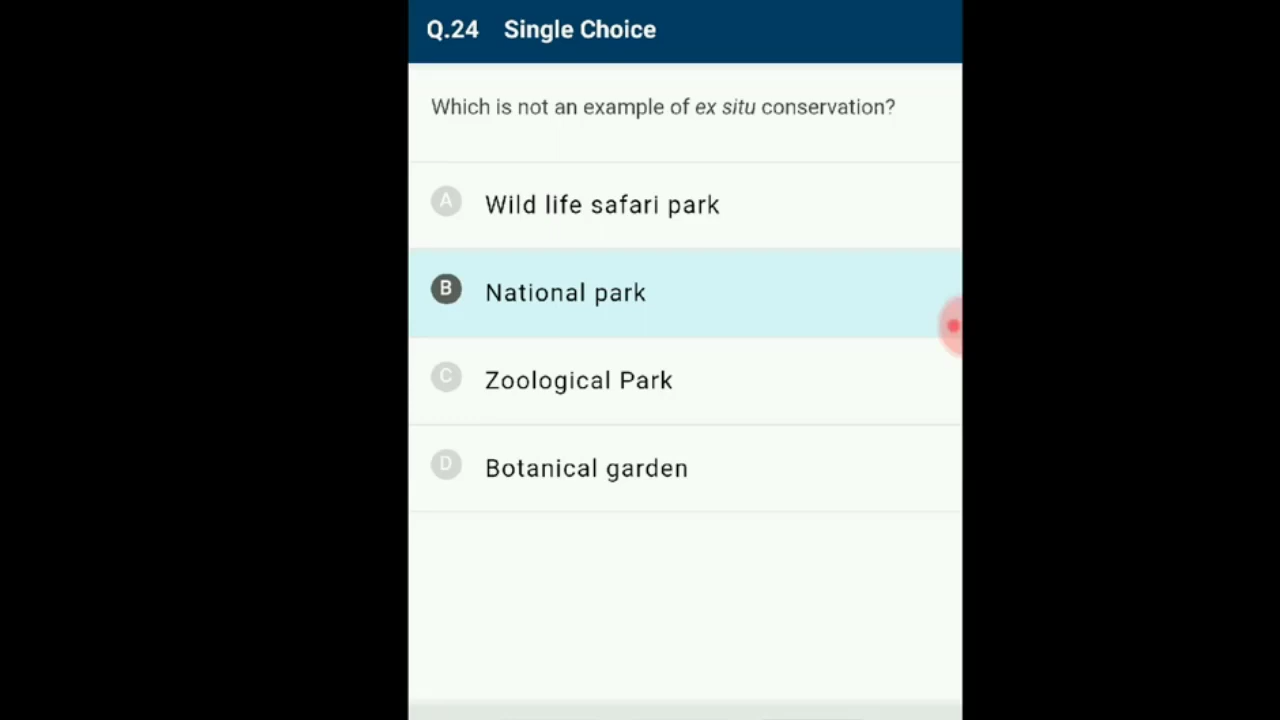 Q.24 Single Choice
Which is not an example of ex situ conservation?
A Wild life safari park
B National park
C Zoological Park
D Botanical garden